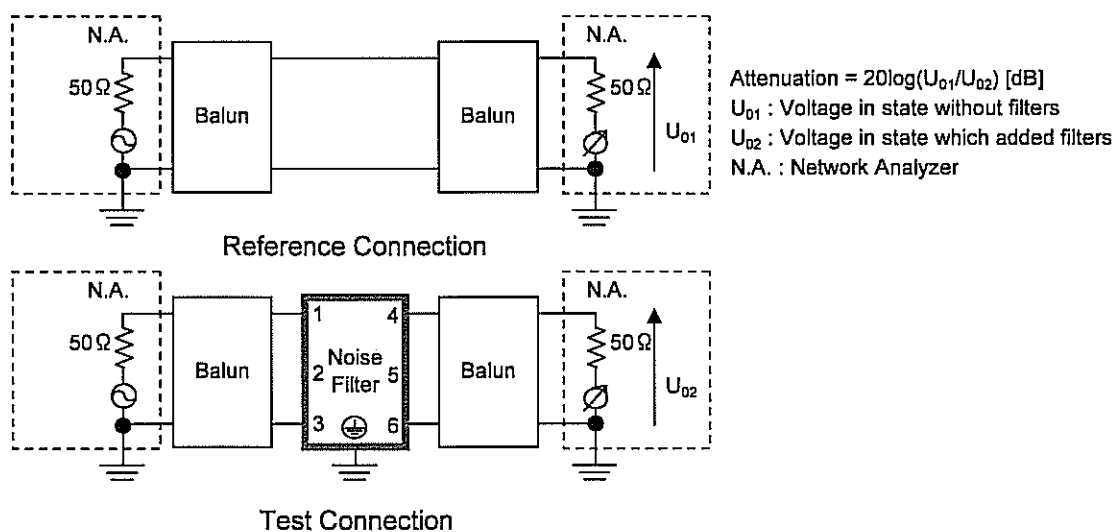 N.A.
50Ω
Balun
Balun
N.A.
50Ω
U01
Attenuation = 20log(U01/U02) [dB]
U01 : Voltage in state without filters
U02 : Voltage in state which added filters
N.A. : Network Analyzer
Reference Connection
N.A.
50Ω
Balun
1 4
2 Noise Filter 5
3 6
Balun
N.A.
50Ω
U02
Test Connection